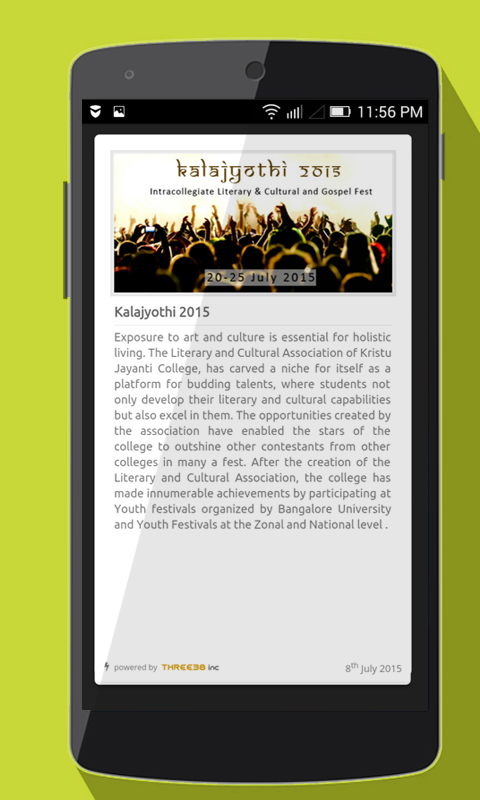 11:56 PM
Kalajyothi 2015
Intracollegiate Literary & Cultural and Gospel Fest
20-25 July 2015
Kalajyothi 2015
Exposure to art and culture is essential for holistic
living. The Literary and Cultural Association of Kristu
Jayanti College, has carved a niche for itself as a
platform for budding talents, where students not
only develop their literary and cultural capabilities
but also excel in them. The opportunities created by
the association have enabled the stars of the
college to outshine other contestants from other
colleges in many a fest. After the creation of the
Literary and Cultural Association, the college has
made innumerable achievements by participating at
Youth festivals organized by Bangalore University
and Youth Festivals at the Zonal and National level .
powered by THREE30 inc
8th July 2015